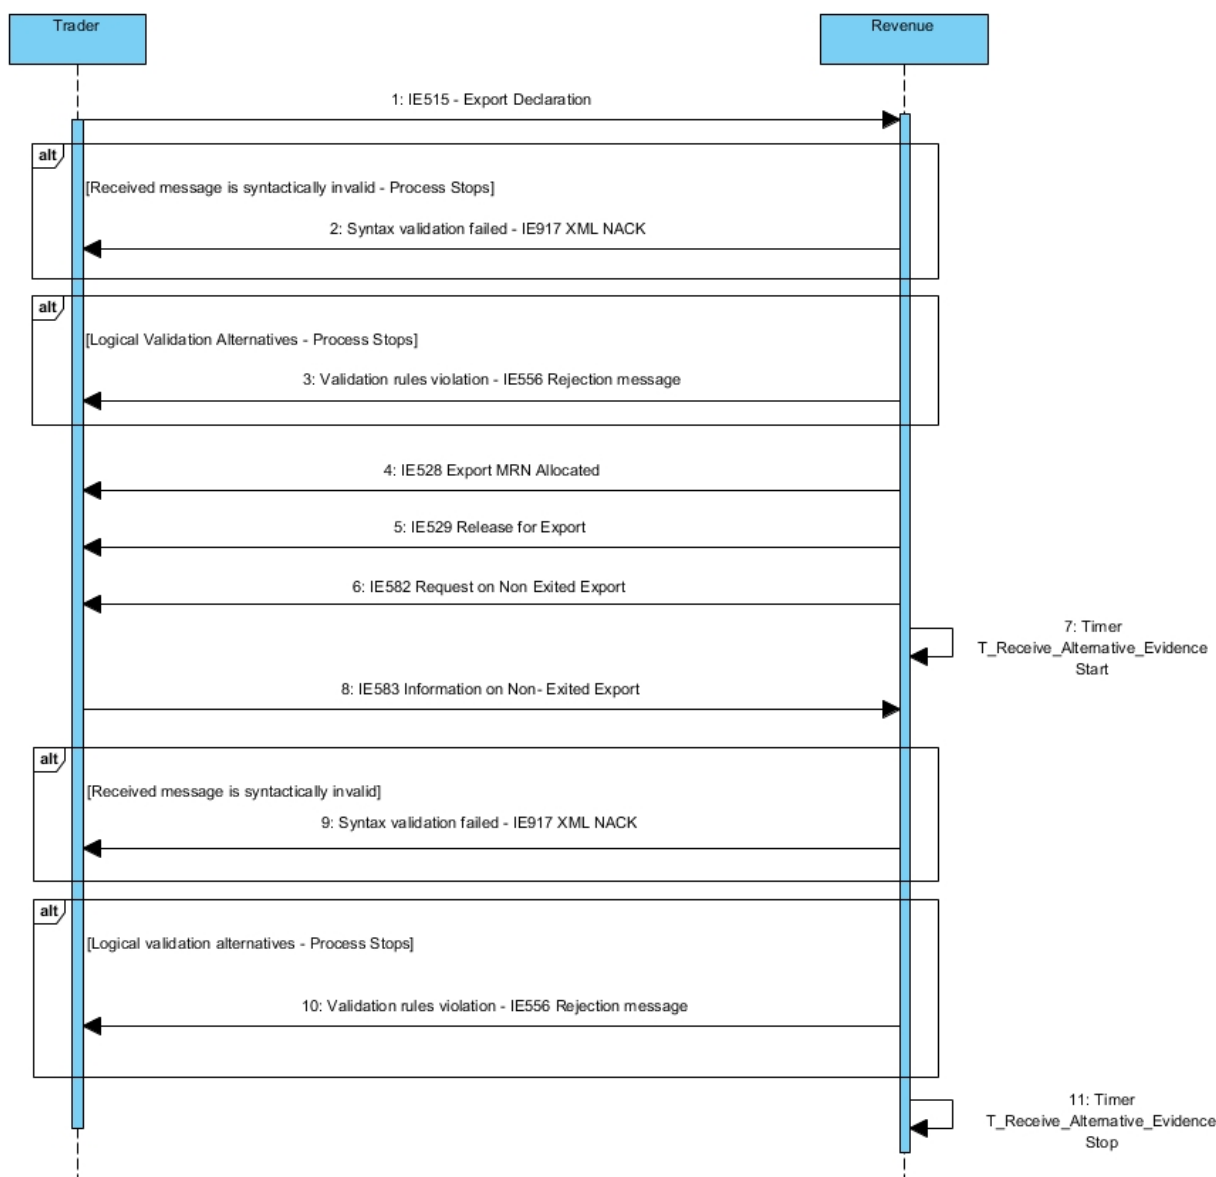 Trader
Revenue
1: IE515 - Export Declaration
alt
[Received message is syntactically invalid - Process Stops]
2: Syntax validation failed - IE917 XML NACK
alt
[Logical Validation Alternatives - Process Stops]
3: Validation rules violation - IE556 Rejection message
4: IE528 Export MRN Allocated
5: IE529 Release for Export
6: IE582 Request on Non Exited Export
7: Timer
T_Receive_Alternative_Evidence
Start
8: IE583 Information on Non- Exited Export
alt
[Received message is syntactically invalid]
9: Syntax validation failed - IE917 XML NACK
alt
[Logical validation alternatives - Process Stops]
10: Validation rules violation - IE556 Rejection message
11: Timer
T_Receive_Alternative_Evidence
Stop